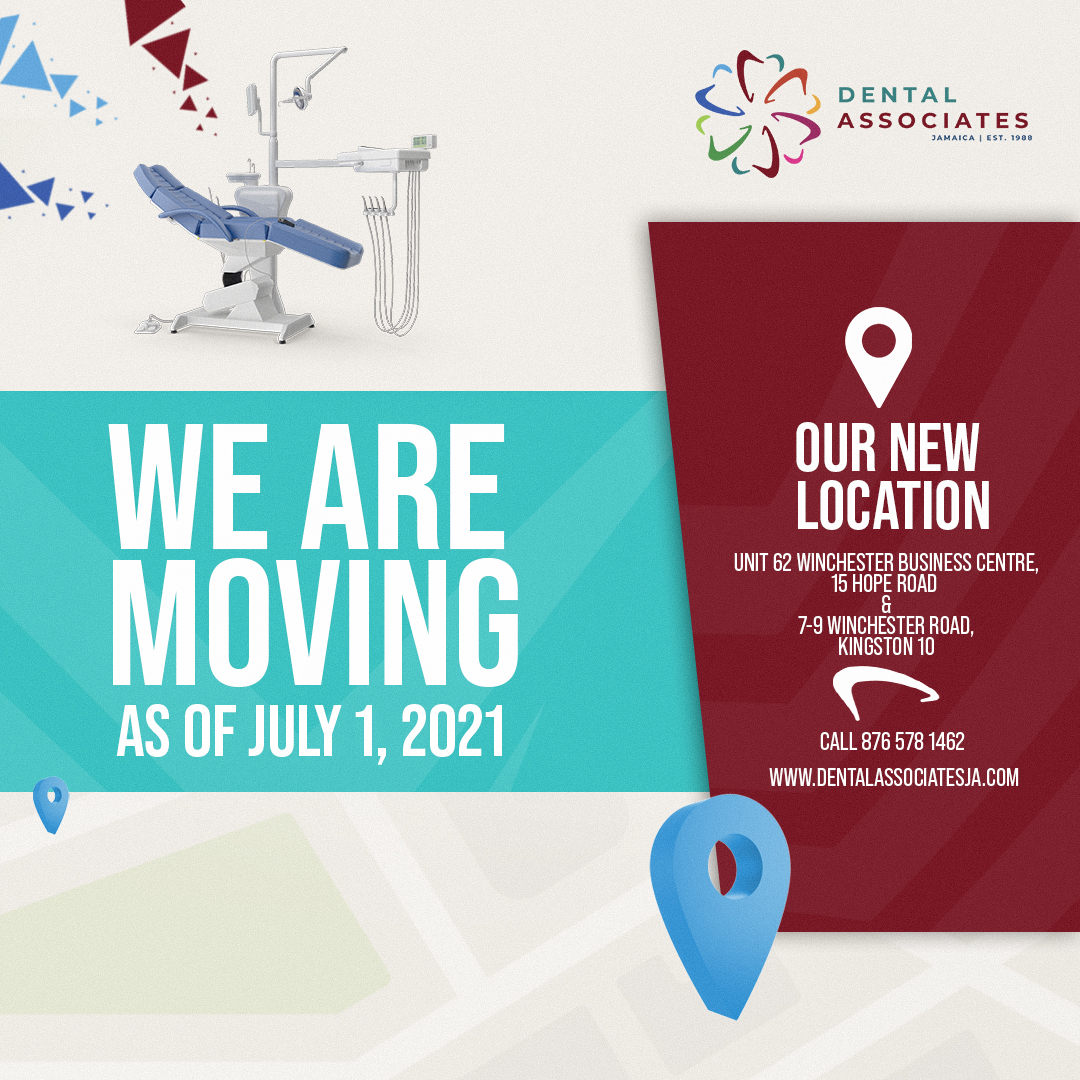 DENTAL
ASSOCIATES
JAMAICA | EST. 1988
WE ARE
MOVING
AS OF JULY 1, 2021
OUR NEW
LOCATION
UNIT 62 WINCHESTER BUSINESS CENTRE,
15 HOPE ROAD
&
7-9 WINCHESTER ROAD,
KINGSTON 10
CALL 876 578 1462
WWW.DENTALASSOCIATESJA.COM